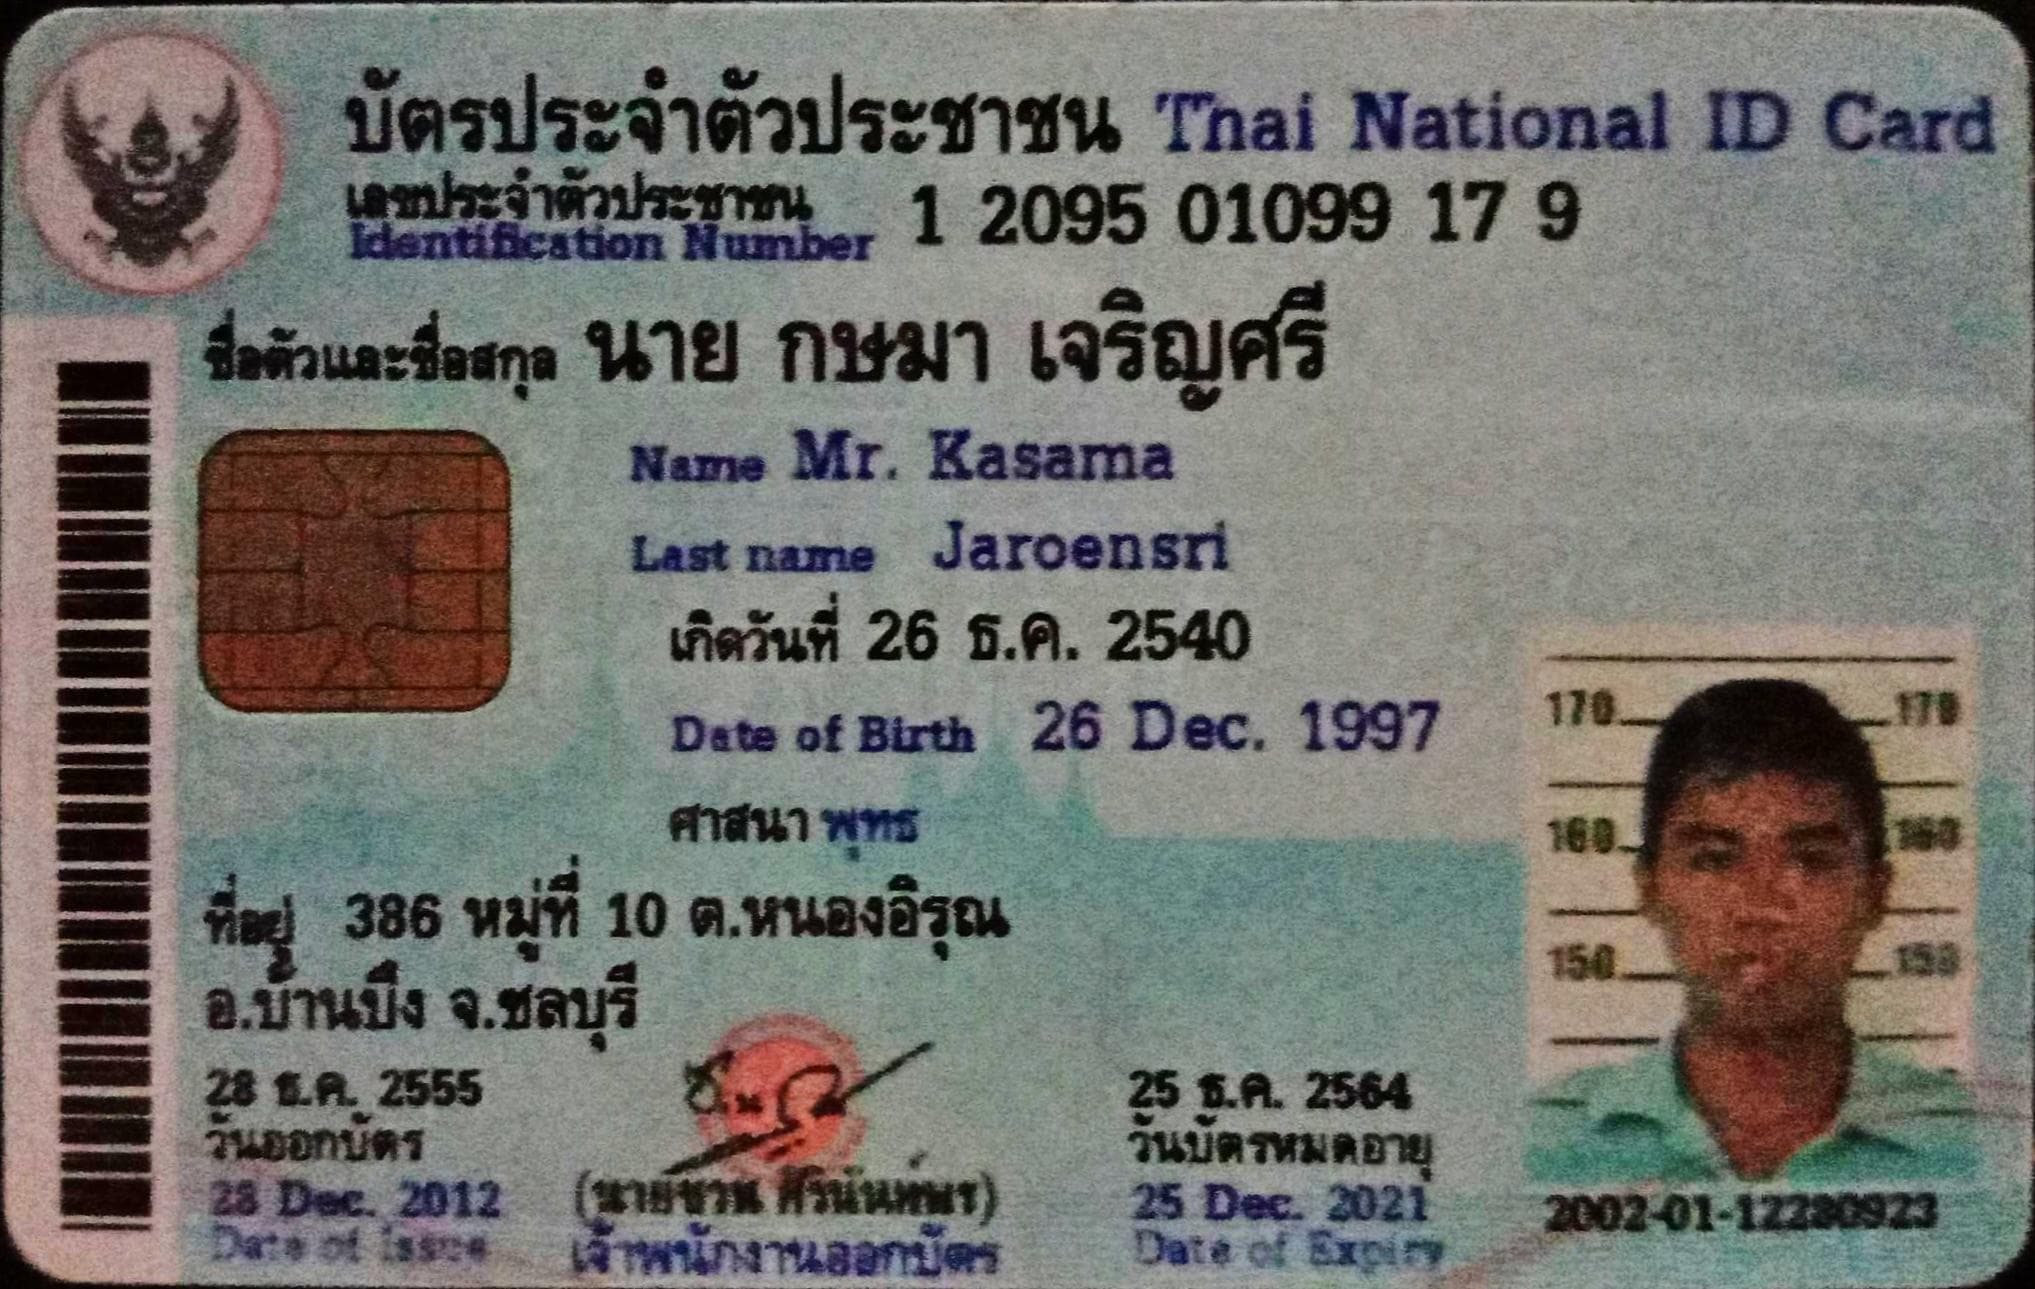 บัตรประจำตัวประชาชน Thai National ID Card
เลขประจำตัวประชาชน
Identification Number 1 2095 01099 17 9
ชื่อตัวและชื่อสกุล นาย กษมา เจริญศรี
Name Mr. Kasama
Last name Jaroensri
เกิดวันที่ 26 ธ.ค. 2540
Date of Birth 26 Dec. 1997
ศาสนา พุทธ
ที่อยู่ 386 หมู่ที่ 10 ต.หนองอิรุณ
อ.บ้านบึง จ.ชลบุรี
28 ธ.ค. 2555
วันออกบัตร
28 Dec. 2012
Date of Issue
(นายชวน ศิรินันท์พร)
เจ้าพนักงานออกบัตร
25 ธ.ค. 2564
วันบัตรหมดอายุ
25 Dec. 2021
Date of Expiry
170 170
160 160
150 150
2002-01-12280923